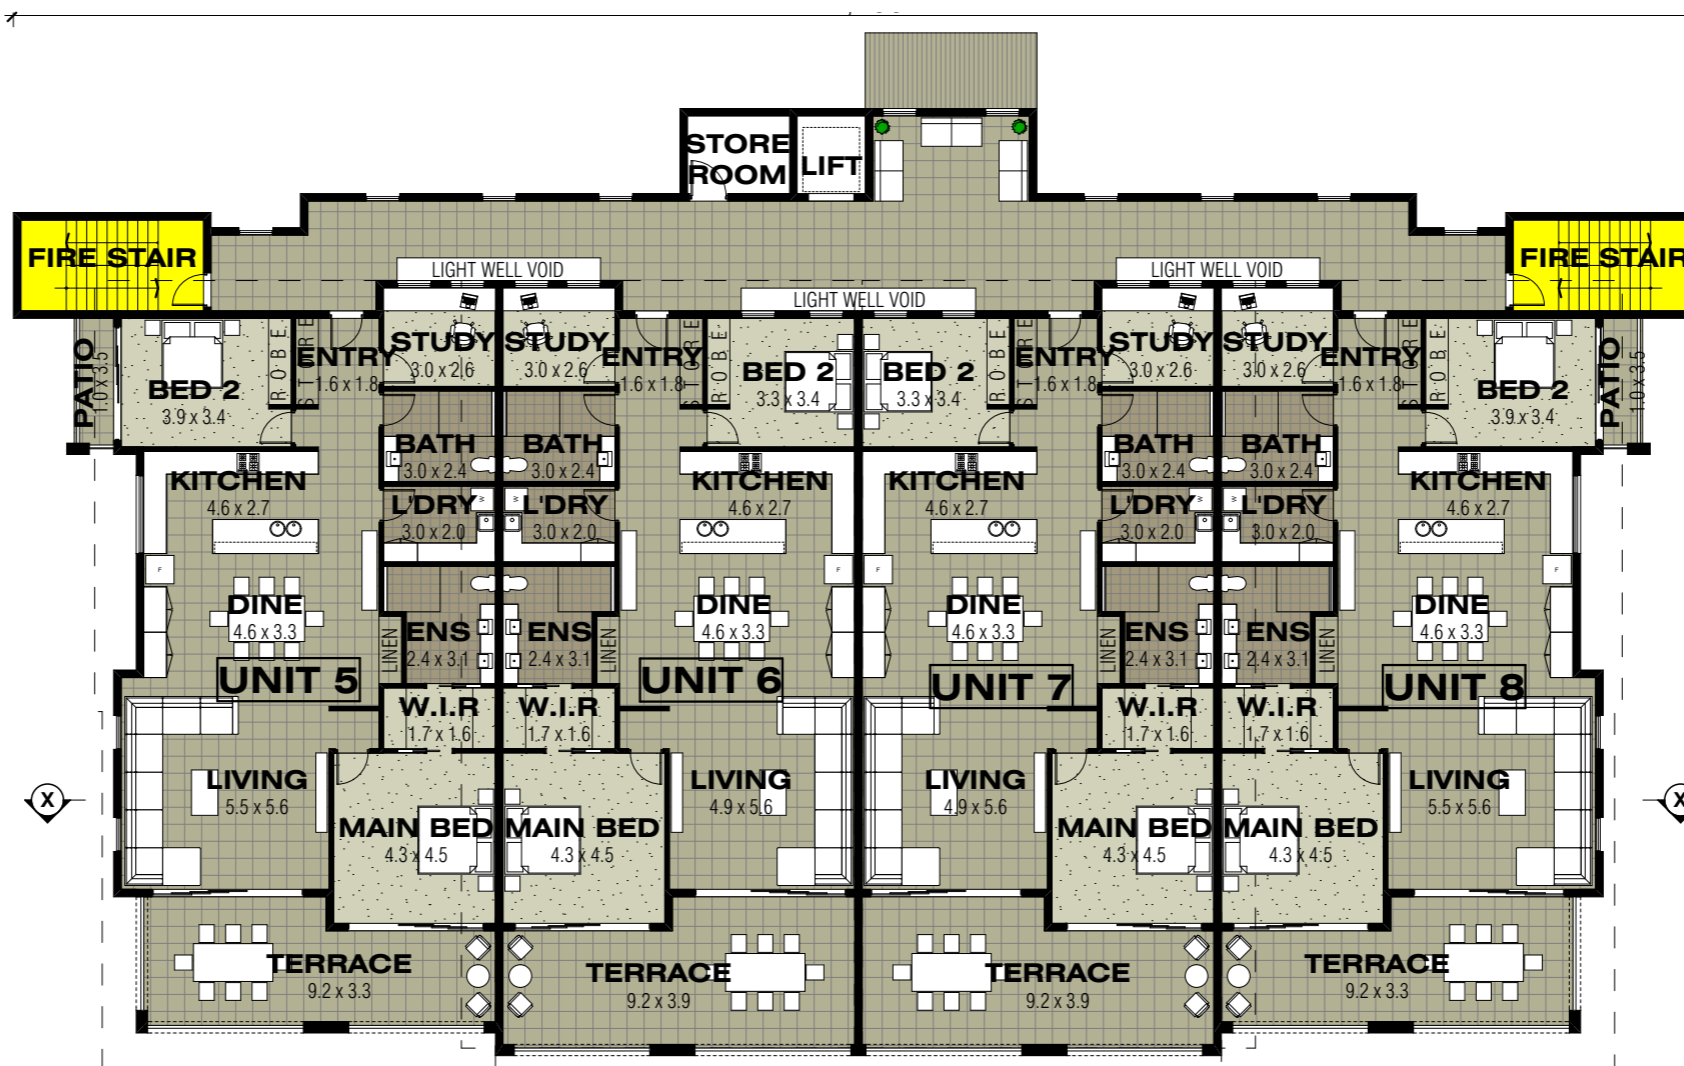 STORE
ROOM
LIFT
FIRE STAIR
FIRE STAIR
LIGHT WELL VOID
LIGHT WELL VOID
LIGHT WELL VOID
PATIO
1.0 x 3.5
BED 2
3.9 x 3.4
ROBE
STORE
ENTRY
1.6 x 1.8
STUDY
3.0 x 2.6
STUDY
3.0 x 2.6
ENTRY
1.6 x 1.8
STORE
ROBE
BED 2
3.3 x 3.4
BED 2
3.3 x 3.4
ROBE
STORE
ENTRY
1.6 x 1.8
STUDY
3.0 x 2.6
STUDY
3.0 x 2.6
ENTRY
1.6 x 1.8
STORE
ROBE
BED 2
3.9 x 3.4
PATIO
1.0 x 3.5
BATH
3.0 x 2.4
BATH
3.0 x 2.4
BATH
3.0 x 2.4
BATH
3.0 x 2.4
KITCHEN
4.6 x 2.7
KITCHEN
4.6 x 2.7
KITCHEN
4.6 x 2.7
KITCHEN
4.6 x 2.7
L'DRY
3.0 x 2.0
W
L'DRY
3.0 x 2.0
W
L'DRY
3.0 x 2.0
W
L'DRY
3.0 x 2.0
W
F
F
F
F
DINE
4.6 x 3.3
DINE
4.6 x 3.3
DINE
4.6 x 3.3
DINE
4.6 x 3.3
LINEN
ENS
2.4 x 3.1
ENS
2.4 x 3.1
LINEN
LINEN
ENS
2.4 x 3.1
ENS
2.4 x 3.1
LINEN
UNIT 5
UNIT 6
UNIT 7
UNIT 8
W.I.R
1.7 x 1.6
W.I.R
1.7 x 1.6
W.I.R
1.7 x 1.6
W.I.R
1.7 x 1.6
X
LIVING
5.5 x 5.6
LIVING
4.9 x 5.6
LIVING
4.9 x 5.6
LIVING
5.5 x 5.6
X
MAIN BED
4.3 x 4.5
MAIN BED
4.3 x 4.5
MAIN BED
4.3 x 4.5
MAIN BED
4.3 x 4.5
TERRACE
9.2 x 3.3
TERRACE
9.2 x 3.9
TERRACE
9.2 x 3.9
TERRACE
9.2 x 3.3